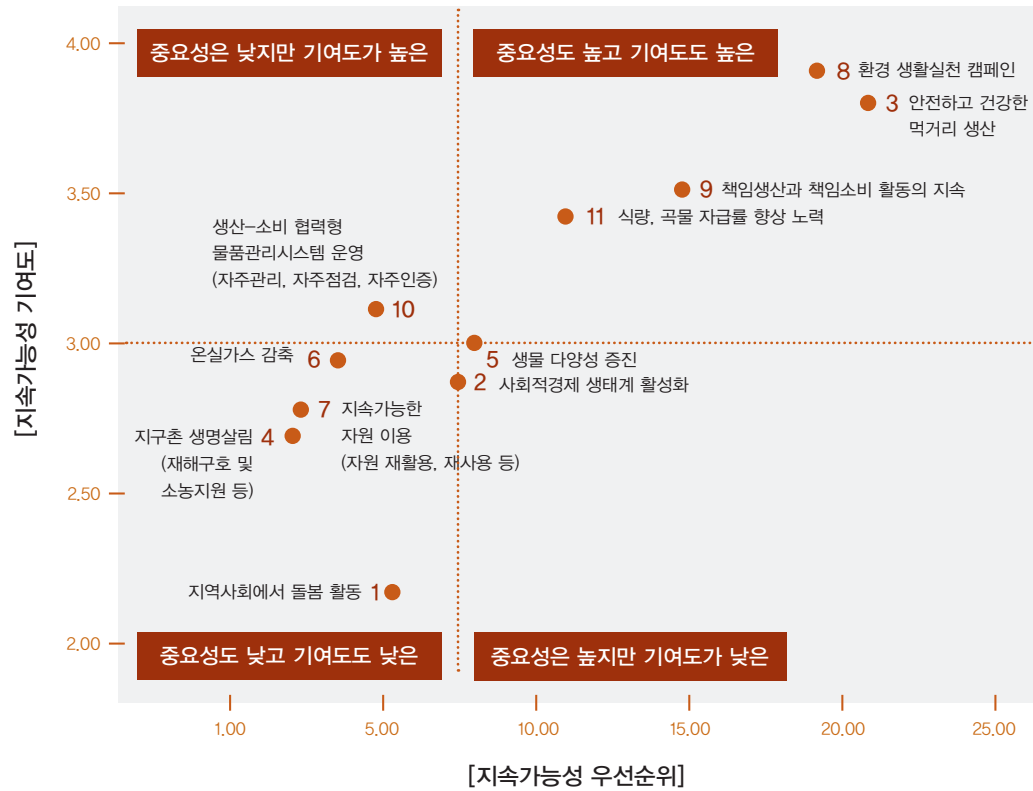 4.00
중요성은 낮지만 기여도가 높은
중요성도 높고 기여도도 높은
8 환경 생활실천 캠페인
3 안전하고 건강한
먹거리 생산
3.50
9 책임생산과 책임소비 활동의 지속
11 식량, 곡물 자급률 향상 노력
생산-소비 협력형
물품관리시스템 운영
(자주관리, 자주점검, 자주인증)
10
[지속가능성 기여도]
3.00
온실가스 감축 6
5 생물 다양성 증진
2 사회적경제 생태계 활성화
7 지속가능한
자원 이용
(자원 재활용, 재사용 등)
지구촌 생명살림 4
(재해구호 및
소농지원 등)
2.50
지역사회에서 돌봄 활동 1
2.00
중요성도 낮고 기여도도 낮은
중요성은 높지만 기여도가 낮은
1.00 5.00 10.00 15.00 20.00 25.00
[지속가능성 우선순위]